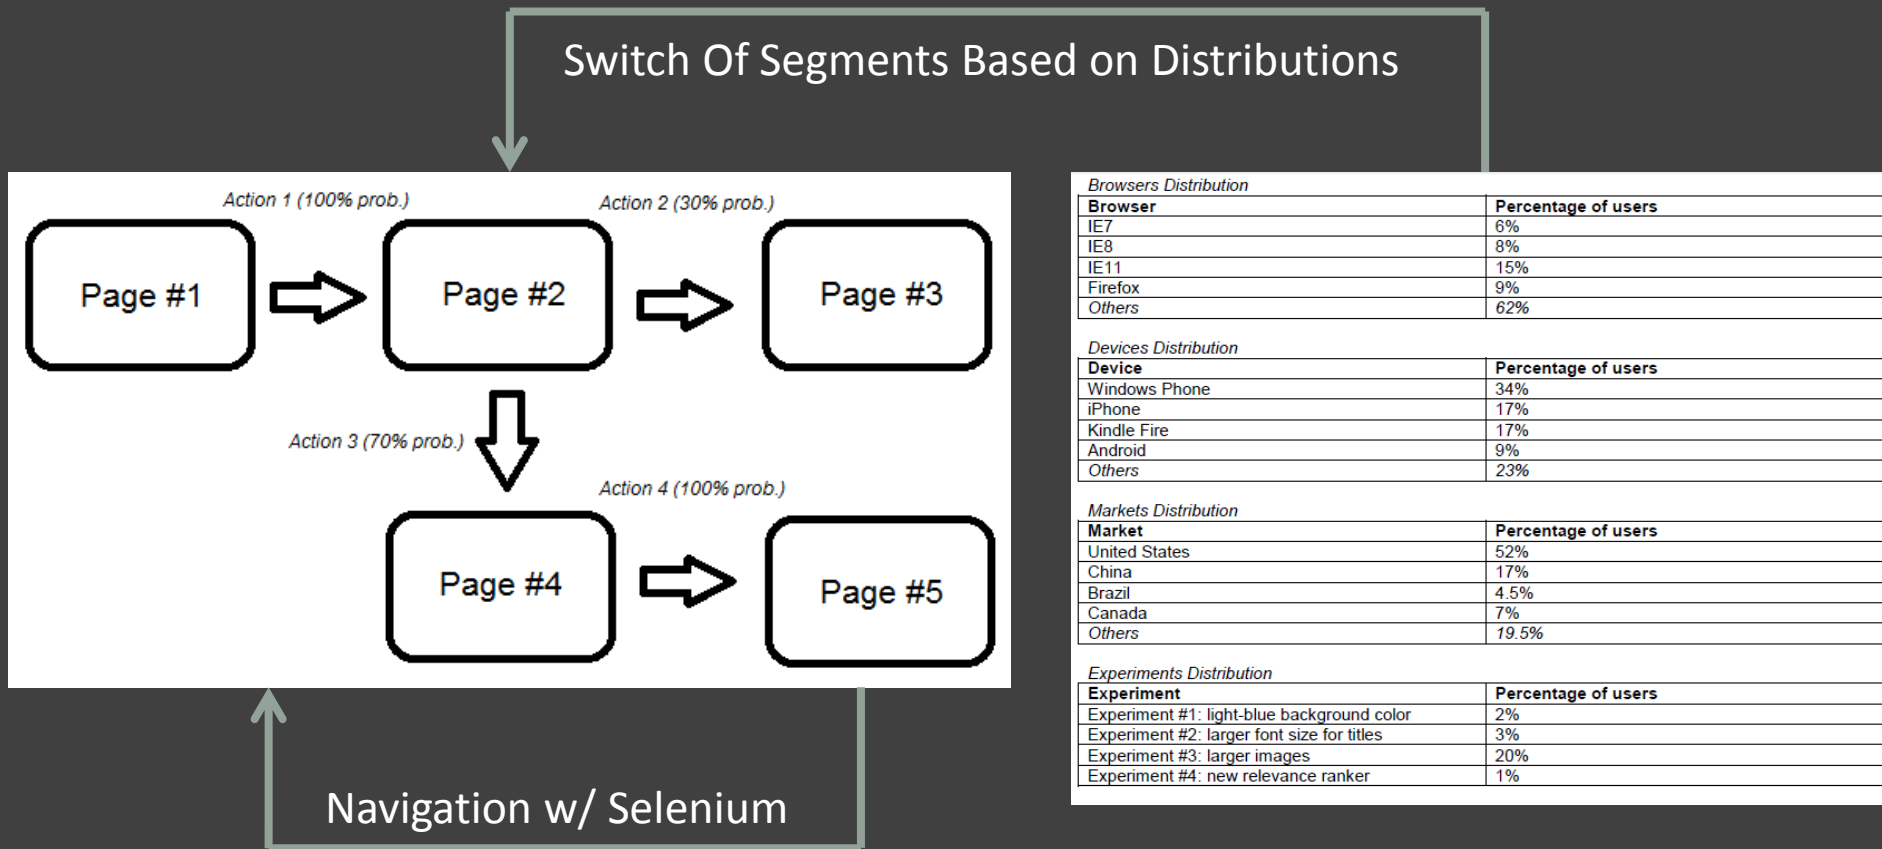 Switch Of Segments Based on Distributions
Action 1 (100% prob.)
Action 2 (30% prob.)
Page #1
Page #2
Page #3
Action 3 (70% prob.)
Action 4 (100% prob.)
Page #4
Page #5
Navigation w/ Selenium
Browsers Distribution
Browser Percentage of users
IE7 6%
IE8 8%
IE11 15%
Firefox 9%
Others 62%
Devices Distribution
Device Percentage of users
Windows Phone 34%
iPhone 17%
Kindle Fire 17%
Android 9%
Others 23%
Markets Distribution
Market Percentage of users
United States 52%
China 17%
Brazil 4.5%
Canada 7%
Others 19.5%
Experiments Distribution
Experiment Percentage of users
Experiment #1: light-blue background color 2%
Experiment #2: larger font size for titles 3%
Experiment #3: larger images 20%
Experiment #4: new relevance ranker 1%